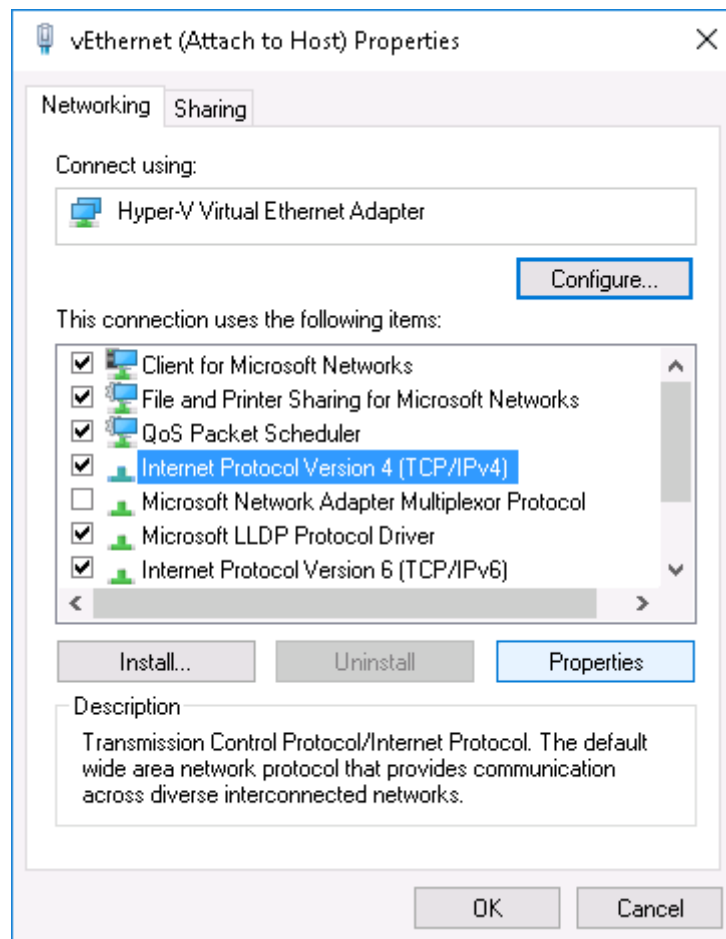 vEthernet (Attach to Host) Properties
Networking
Sharing
Connect using:
Hyper-V Virtual Ethernet Adapter
Configure...
This connection uses the following items:
Client for Microsoft Networks
File and Printer Sharing for Microsoft Networks
QoS Packet Scheduler
Internet Protocol Version 4 (TCP/IPv4)
Microsoft Network Adapter Multiplexor Protocol
Microsoft LLDP Protocol Driver
Internet Protocol Version 6 (TCP/IPv6)
Install...
Uninstall
Properties
Description
Transmission Control Protocol/Internet Protocol. The default
wide area network protocol that provides communication
across diverse interconnected networks.
OK
Cancel